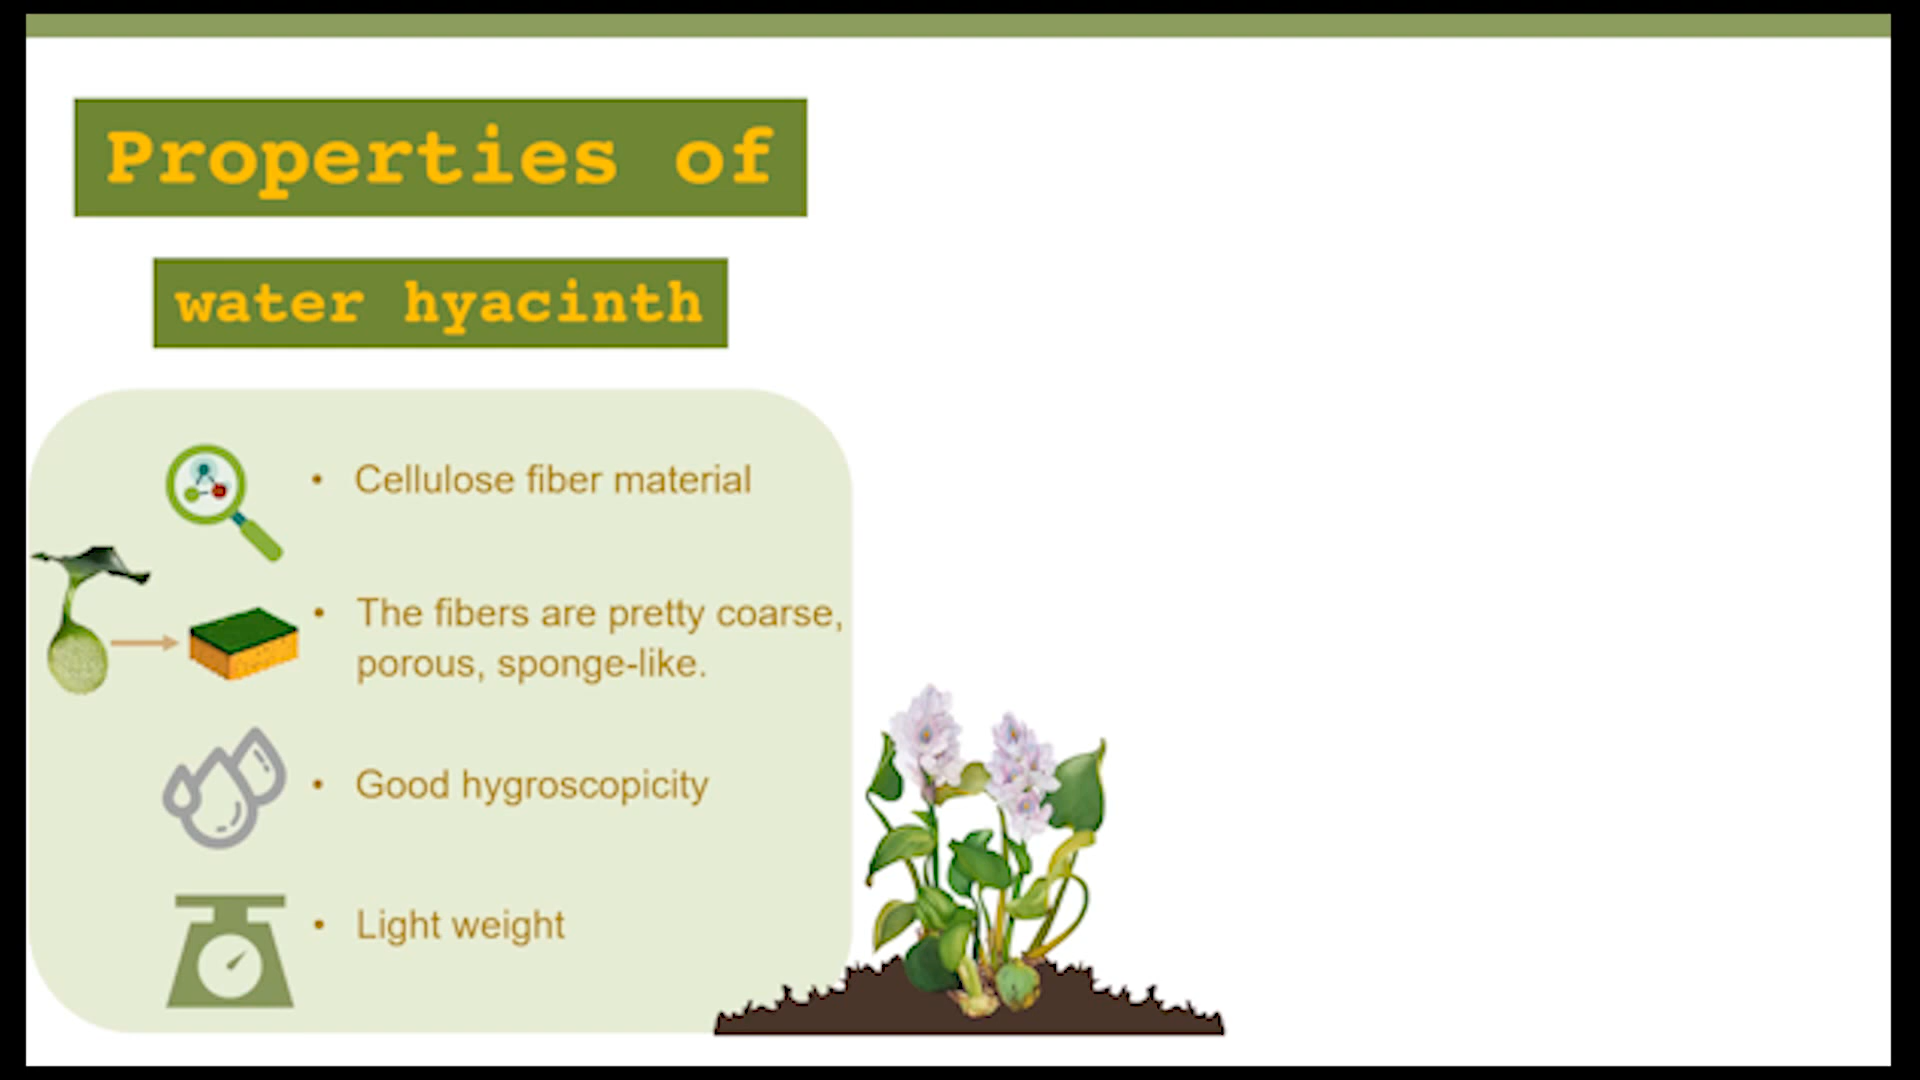 Properties of
water hyacinth
• Cellulose fiber material
• The fibers are pretty coarse,
porous, sponge-like.
• Good hygroscopicity
• Light weight